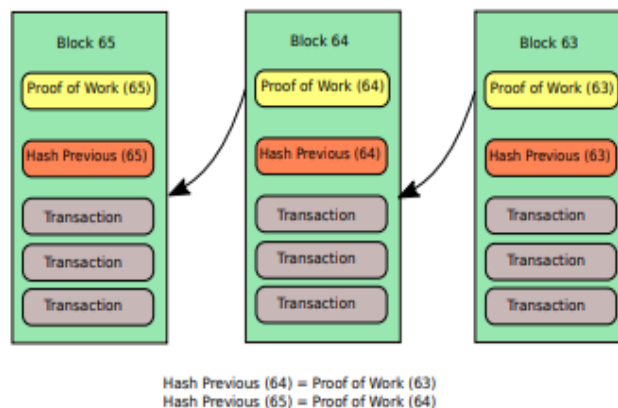 Block 65
Proof of Work (65)
Hash Previous (65)
Transaction
Transaction
Transaction
Block 64
Proof of Work (64)
Hash Previous (64)
Transaction
Transaction
Transaction
Block 63
Proof of Work (63)
Hash Previous (63)
Transaction
Transaction
Transaction
Hash Previous (64) = Proof of Work (63)
Hash Previous (65) = Proof of Work (64)